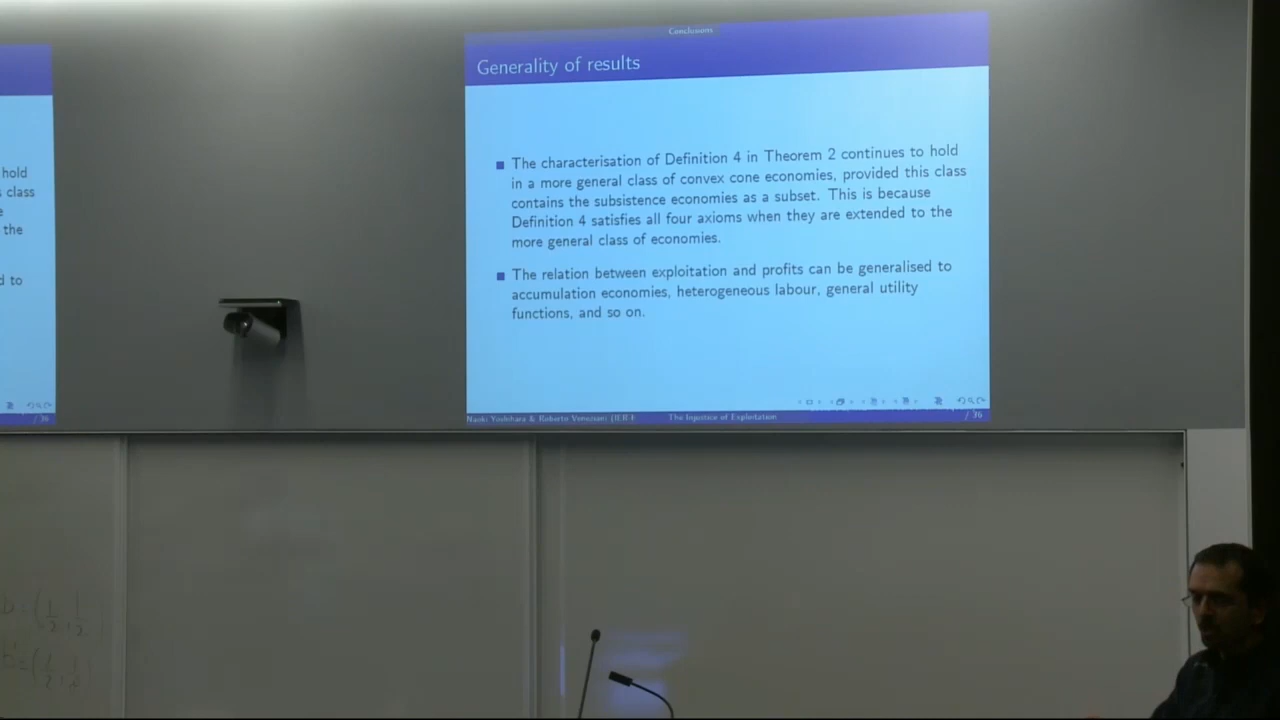 Conclusions
Generality of results
The characterisation of Definition 4 in Theorem 2 continues to hold
in a more general class of convex cone economies, provided this class
contains the subsistence economies as a subset. This is because
Definition 4 satisfies all four axioms when they are extended to the
more general class of economies.
The relation between exploitation and profits can be generalised to
accumulation economies, heterogeneous labour, general utility
functions, and so on.
Naoki Yoshihara & Roberto Veneziani
The Injustice of Exploitation
/ 36
hold
class
the
d to
/ 36